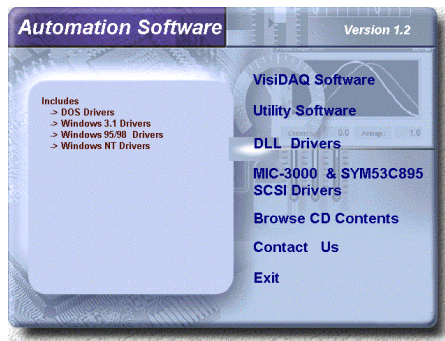 Automation Software
Version 1.2
Includes
-> DOS Drivers
-> Windows 3.1 Drivers
-> Windows 95/98 Drivers
-> Windows NT Drivers
VisiDAQ Software
Utility Software
0.0 Average: 1.0
DLL Drivers
MIC-3000 & SYM53C895
SCSI Drivers
Browse CD Contents
Contact Us
Exit